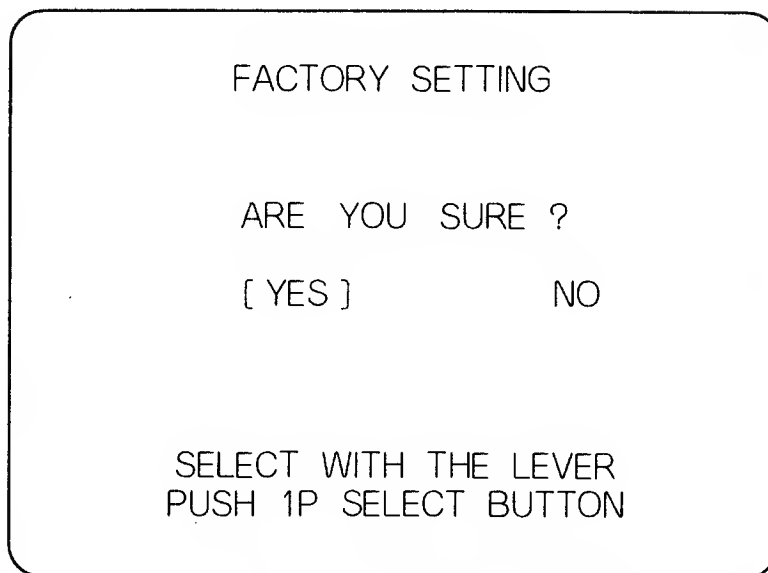 FACTORY SETTING
ARE YOU SURE ?
[ YES ] NO
SELECT WITH THE LEVER
PUSH 1P SELECT BUTTON